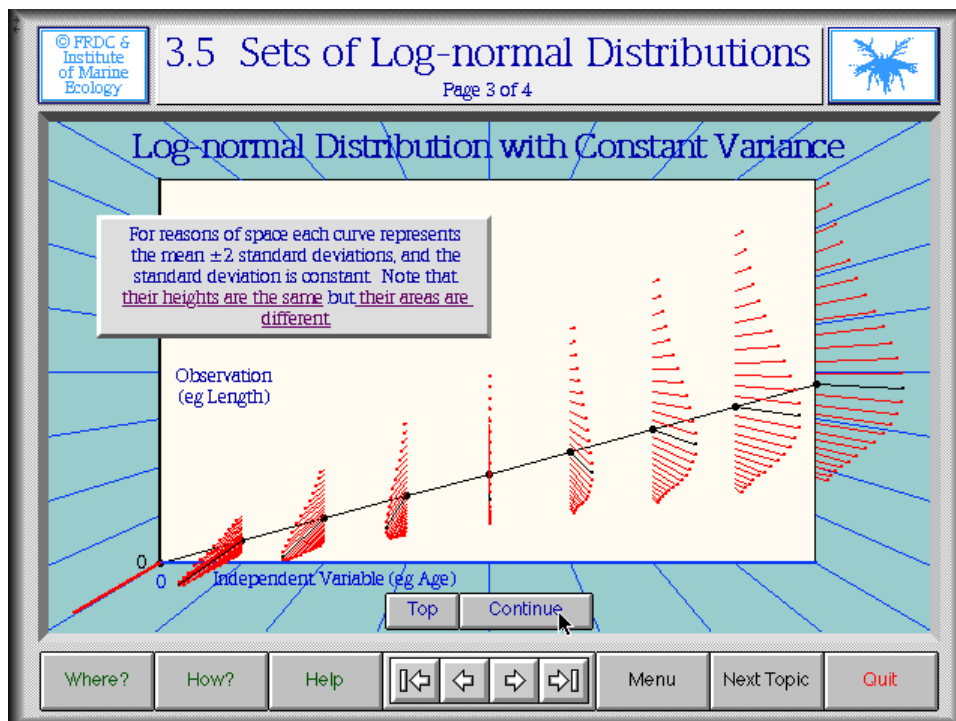 © FRDC &
Institute
of Marine
Ecology
3.5 Sets of Log-normal Distributions
Page 3 of 4
Log-normal Distribution with Constant Variance
For reasons of space each curve represents
the mean ±2 standard deviations, and the
standard deviation is constant. Note that
their heights are the same but their areas are
different.
Observation
(eg Length)
0
0
Independent Variable (eg Age)
Top
Continue
Where?
How?
Help
Menu
Next Topic
Quit